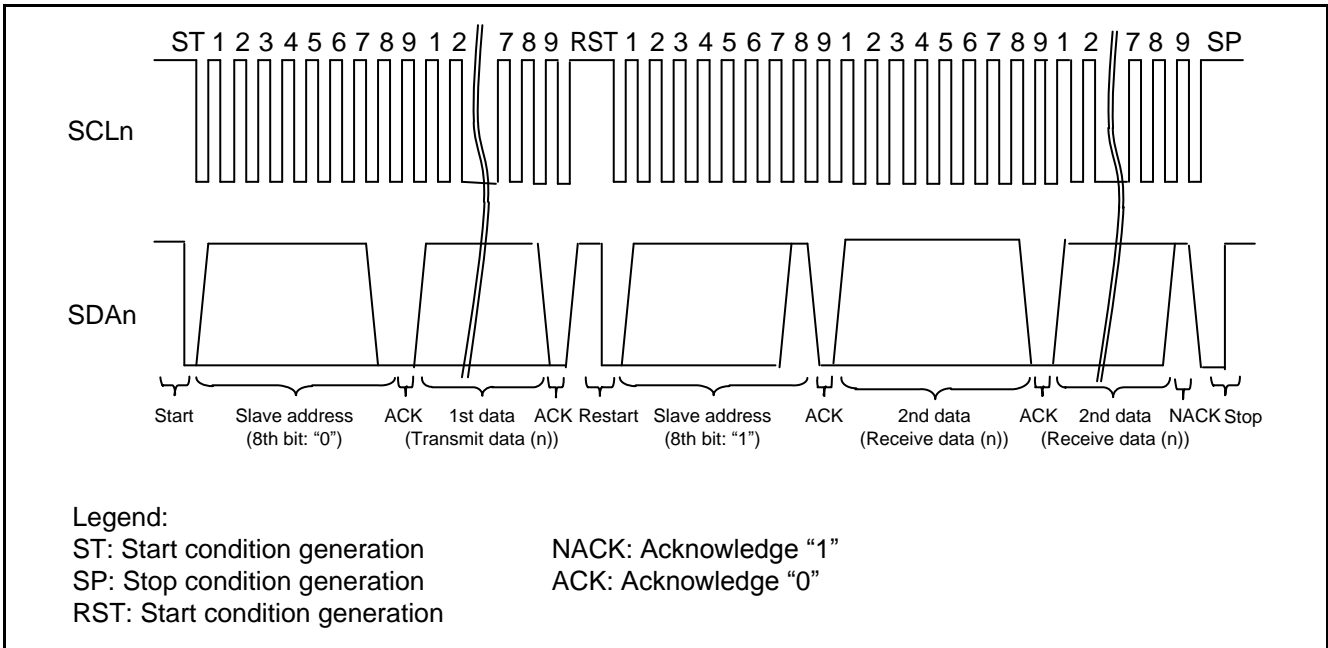 ST 1 2 3 4 5 6 7 8 9 1 2 7 8 9 RST 1 2 3 4 5 6 7 8 9 1 2 3 4 5 6 7 8 9 1 2 7 8 9 SP
SCLn
SDAn
Start Slave address ACK 1st data ACK Restart Slave address ACK 2nd data ACK 2nd data NACK Stop
(8th bit: “0”) (Transmit data (n)) (8th bit: “1”) (Receive data (n)) (Receive data (n))
Legend:
ST: Start condition generation NACK: Acknowledge “1”
SP: Stop condition generation ACK: Acknowledge “0”
RST: Start condition generation